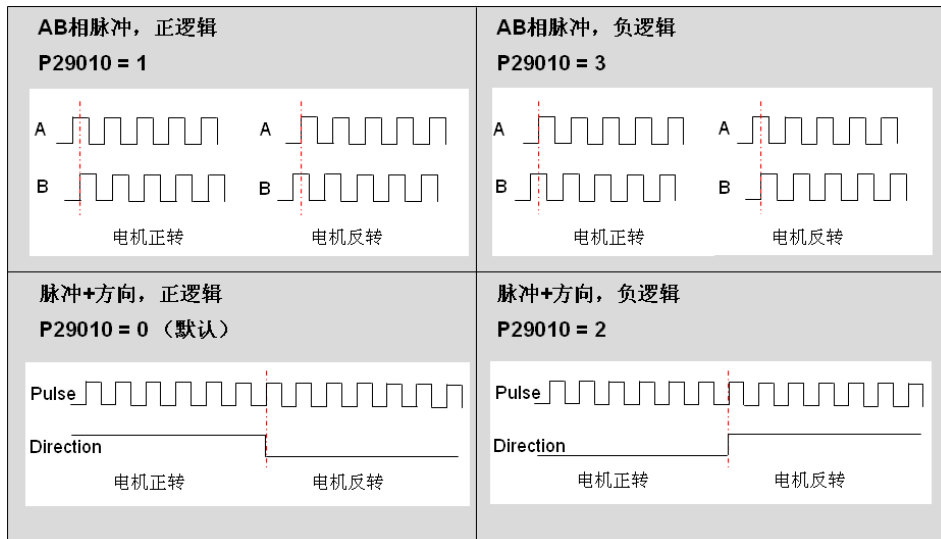 AB相脉冲，正逻辑
P29010 = 1
A
A
B
B
电机正转
电机反转
AB相脉冲，负逻辑
P29010 = 3
A
A
B
B
电机正转
电机反转
脉冲+方向，正逻辑
P29010 = 0 （默认）
Pulse
Direction
电机正转
电机反转
脉冲+方向，负逻辑
P29010 = 2
Pulse
Direction
电机正转
电机反转